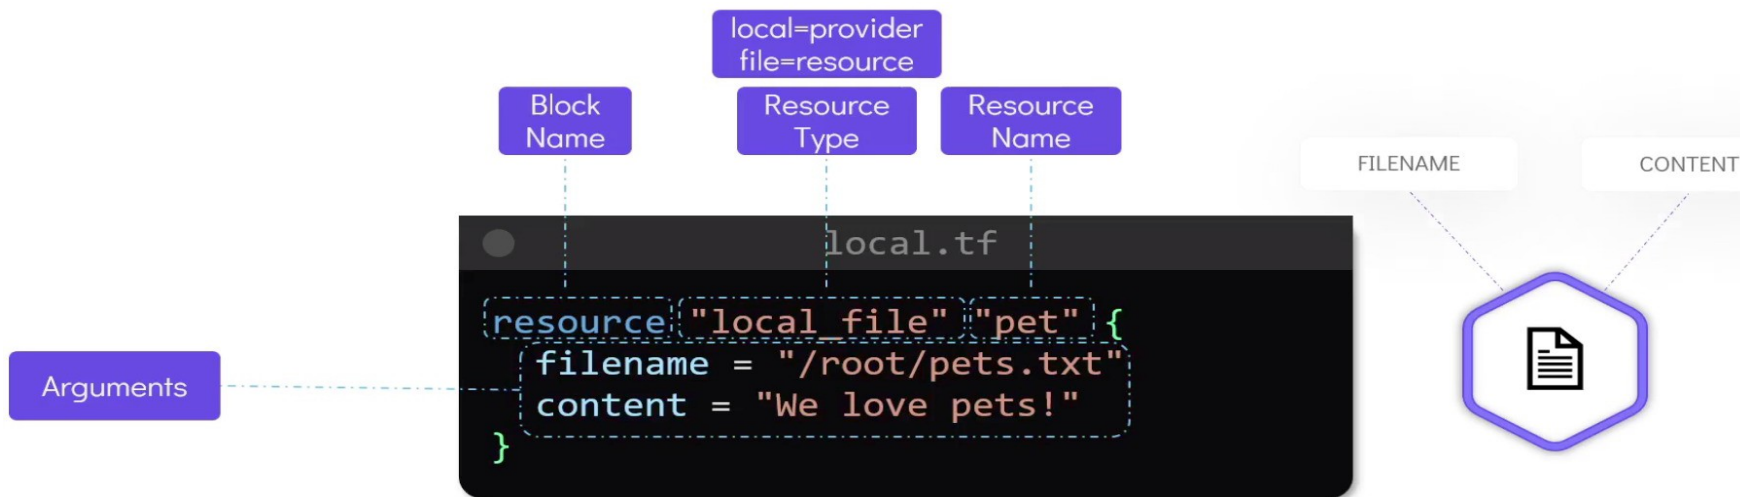 local=provider
file=resource
Block
Name
Resource
Type
Resource
Name
FILENAME
CONTENT
local.tf
resource "local_file" "pet" {
filename = "/root/pets.txt"
content = "We love pets!"
}
Arguments